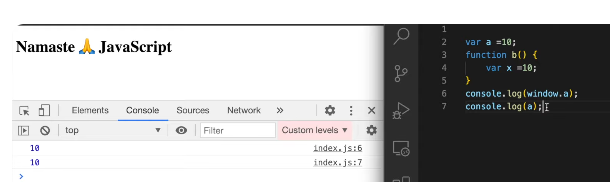 Namaste 🙏 JavaScript
Elements Console Sources Network »
top Filter Custom levels
10 index.js:6
10 index.js:7
>
1
2 var a =10;
3 function b() {
4 var x =10;
5 }
6 console.log(window.a);
7 console.log(a);